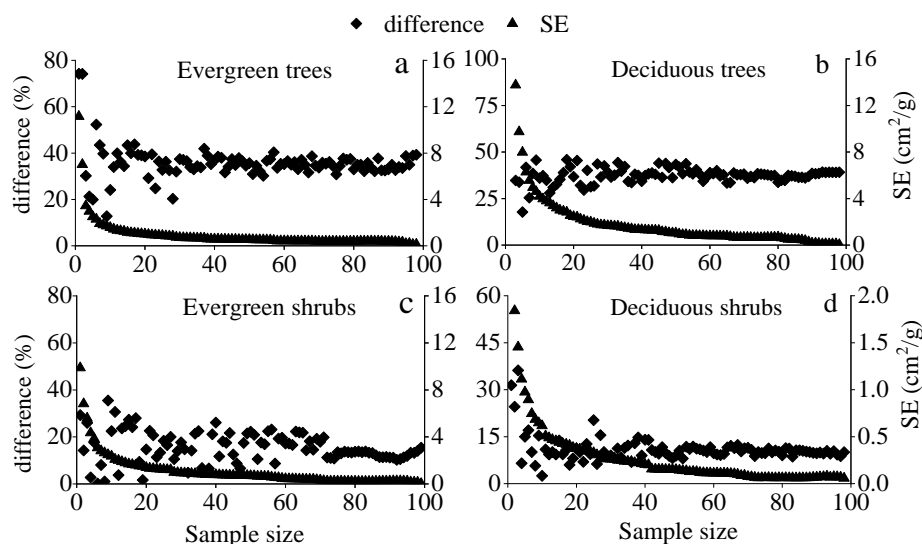 difference SE
80 16 100 16
Evergreen trees a Deciduous trees b
60 12 75 12
40 8 50 8
20 4 25 4
0 0 0 0
0 20 40 60 80 100 0 20 40 60 80 100
difference (%) SE (cm²/g)
80 16 60 2.0
Evergreen shrubs c Deciduous shrubs d
60 12 45 1.5
40 8 30 1.0
20 4 15 0.5
0 0 0 0.0
0 20 40 60 80 100 0 20 40 60 80 100
difference (%) SE (cm²/g)
Sample size Sample size